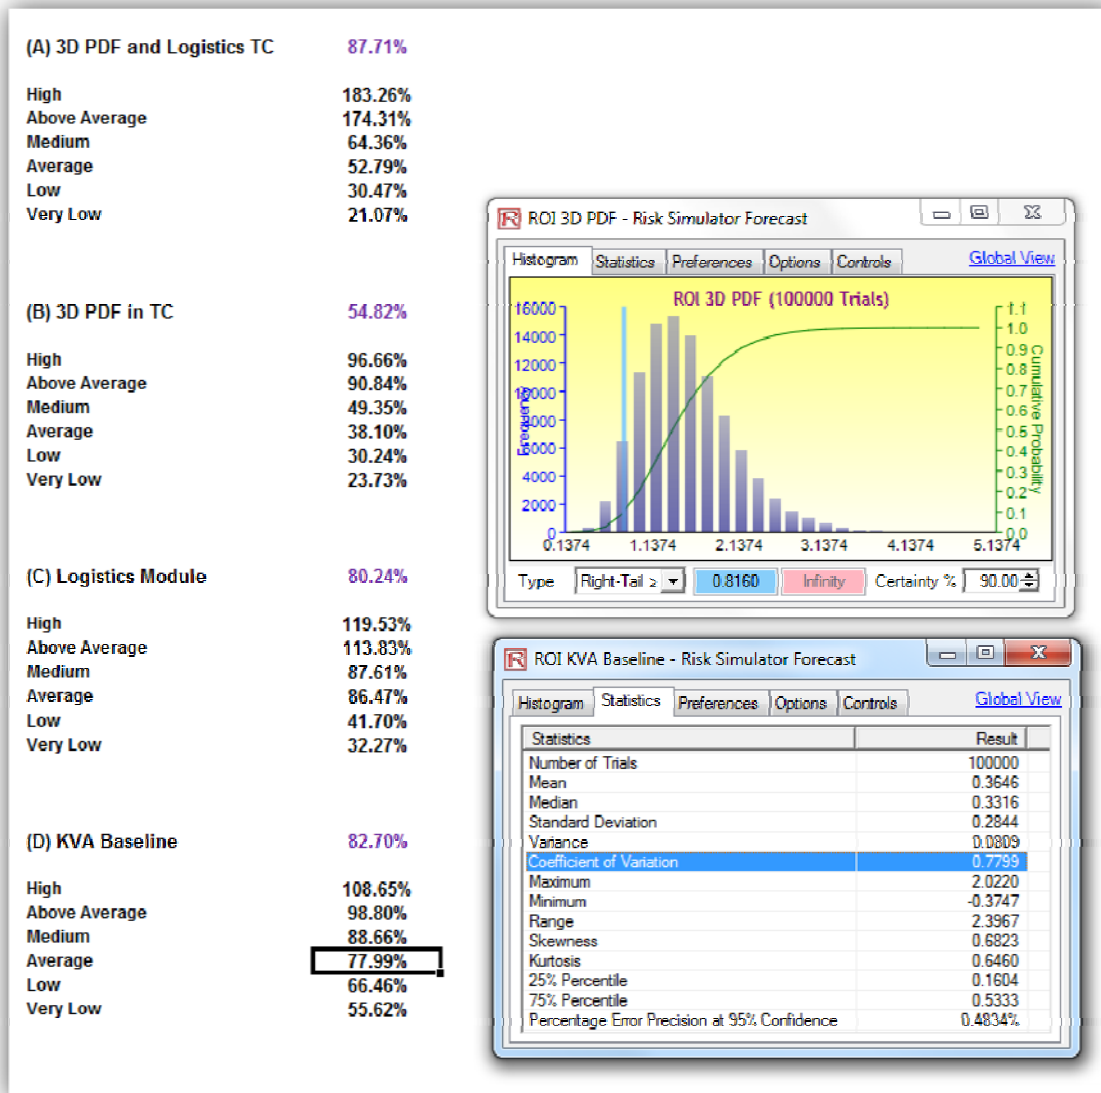 (A) 3D PDF and Logistics TC 87.71%
High 183.26%
Above Average 174.31%
Medium 64.36%
Average 52.79%
Low 30.47%
Very Low 21.07%
(B) 3D PDF in TC 54.82%
High 96.66%
Above Average 90.84%
Medium 49.35%
Average 38.10%
Low 30.24%
Very Low 23.73%
(C) Logistics Module 80.24%
High 119.53%
Above Average 113.83%
Medium 87.61%
Average 86.47%
Low 41.70%
Very Low 32.27%
(D) KVA Baseline 82.70%
High 108.65%
Above Average 98.80%
Medium 88.66%
Average 77.99%
Low 66.46%
Very Low 55.62%
R ROI 3D PDF - Risk Simulator Forecast
Histogram Statistics Preferences Options Controls Global View
ROI 3D PDF (100000 Trials)
16000
14000
12000
10000
8000
6000
4000
2000
0
Frequency
1.1
1.0
0.9
0.8
0.7
0.6
0.5
0.4
0.3
0.2
0.1
0.0
Cumulative Probability
0.1374 1.1374 2.1374 3.1374 4.1374 5.1374
Type Right-Tail ≥ 0.8160 Infinity Certainty % 90.00
R ROI KVA Baseline - Risk Simulator Forecast
Histogram Statistics Preferences Options Controls Global View
Statistics Result
Number of Trials 100000
Mean 0.3646
Median 0.3316
Standard Deviation 0.2844
Variance 0.0809
Coefficient of Variation 0.7799
Maximum 2.0220
Minimum -0.3747
Range 2.3967
Skewness 0.6823
Kurtosis 0.6460
25% Percentile 0.1604
75% Percentile 0.5333
Percentage Error Precision at 95% Confidence 0.4834%